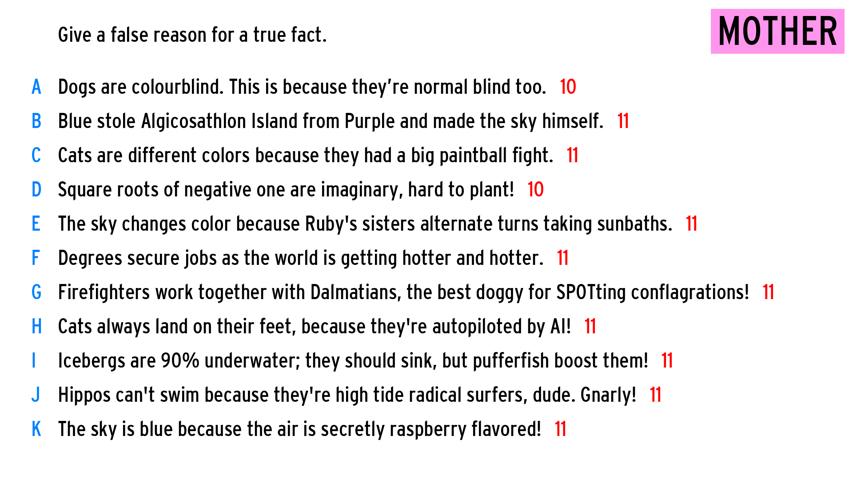 Give a false reason for a true fact.
MOTHER
A Dogs are colourblind. This is because they're normal blind too. 10
B Blue stole Algicosathlon Island from Purple and made the sky himself. 11
C Cats are different colors because they had a big paintball fight. 11
D Square roots of negative one are imaginary, hard to plant! 10
E The sky changes color because Ruby's sisters alternate turns taking sunbaths. 11
F Degrees secure jobs as the world is getting hotter and hotter. 11
G Firefighters work together with Dalmatians, the best doggy for SPOTting conflagrations! 11
H Cats always land on their feet, because they're autopiloted by AI! 11
I Icebergs are 90% underwater; they should sink, but pufferfish boost them! 11
J Hippos can't swim because they're high tide radical surfers, dude. Gnarly! 11
K The sky is blue because the air is secretly raspberry flavored! 11